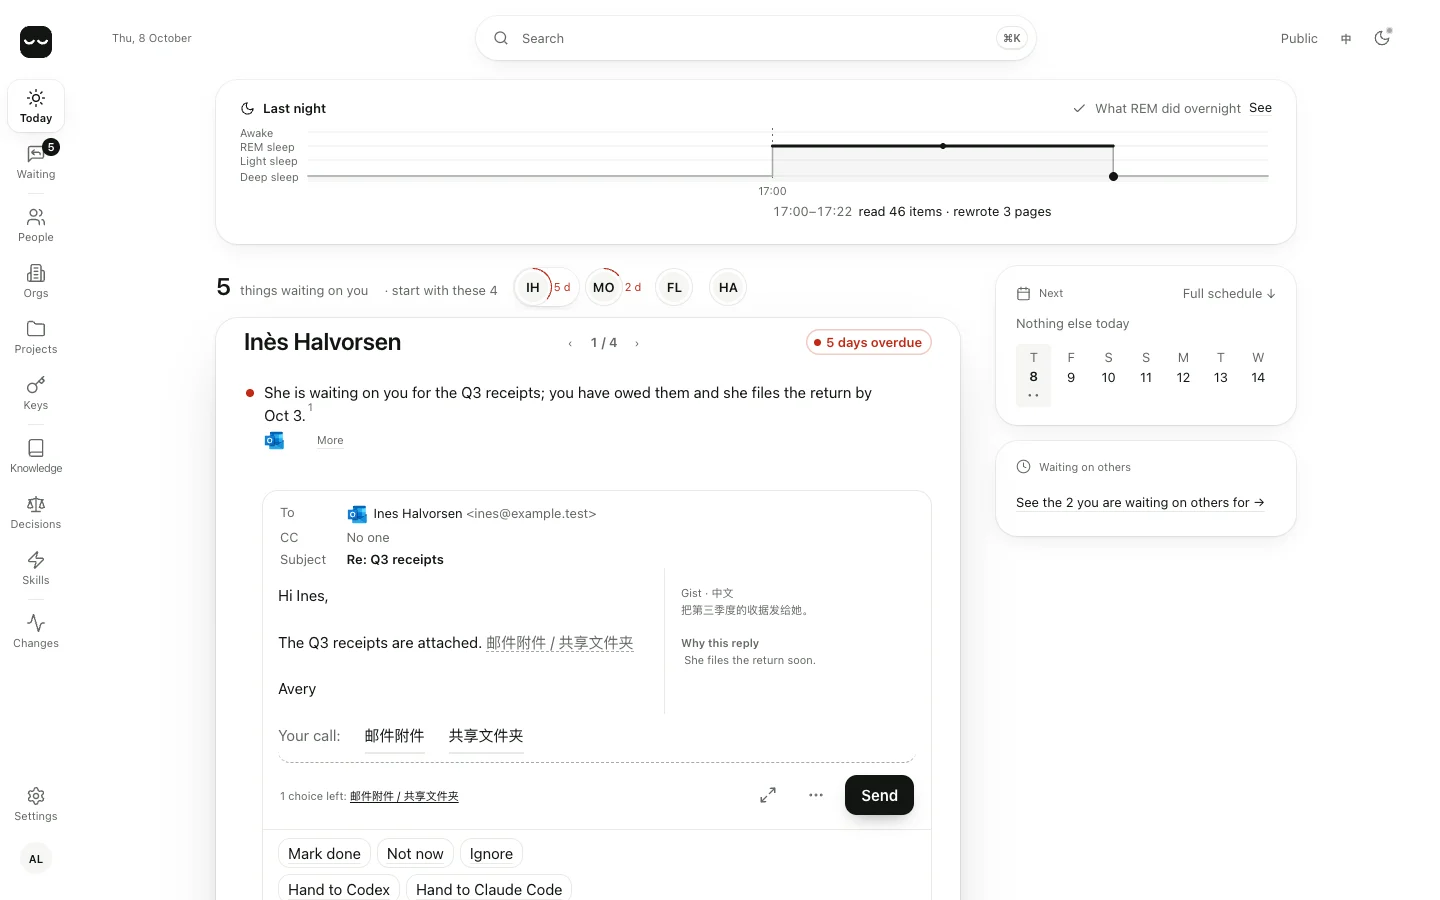 Thu, 8 October
Search
⌘K
Public
中
Today
5
Waiting
People
Orgs
Projects
Keys
Knowledge
Decisions
Skills
Changes
Settings
AL
Last night
What REM did overnight See
Awake
REM sleep
Light sleep
Deep sleep
17:00
17:00–17:22 read 46 items · rewrote 3 pages
5 things waiting on you · start with these 4
IH 5 d
MO 2 d
FL
HA
Inès Halvorsen
‹ 1 / 4 ›
5 days overdue
She is waiting on you for the Q3 receipts; you have owed them and she files the return by
Oct 3. 1
More
To Ines Halvorsen <ines@example.test>
CC No one
Subject Re: Q3 receipts
Hi Ines,
The Q3 receipts are attached. 邮件附件 / 共享文件夹
Avery
Gist · 中文
把第三季度的收据发给她。
Why this reply
She files the return soon.
Your call: 邮件附件 共享文件夹
1 choice left: 邮件附件 / 共享文件夹
Send
Mark done Not now Ignore
Hand to Codex Hand to Claude Code
Next
Full schedule ↓
Nothing else today
T F S S M T W
8 9 10 11 12 13 14
Waiting on others
See the 2 you are waiting on others for →